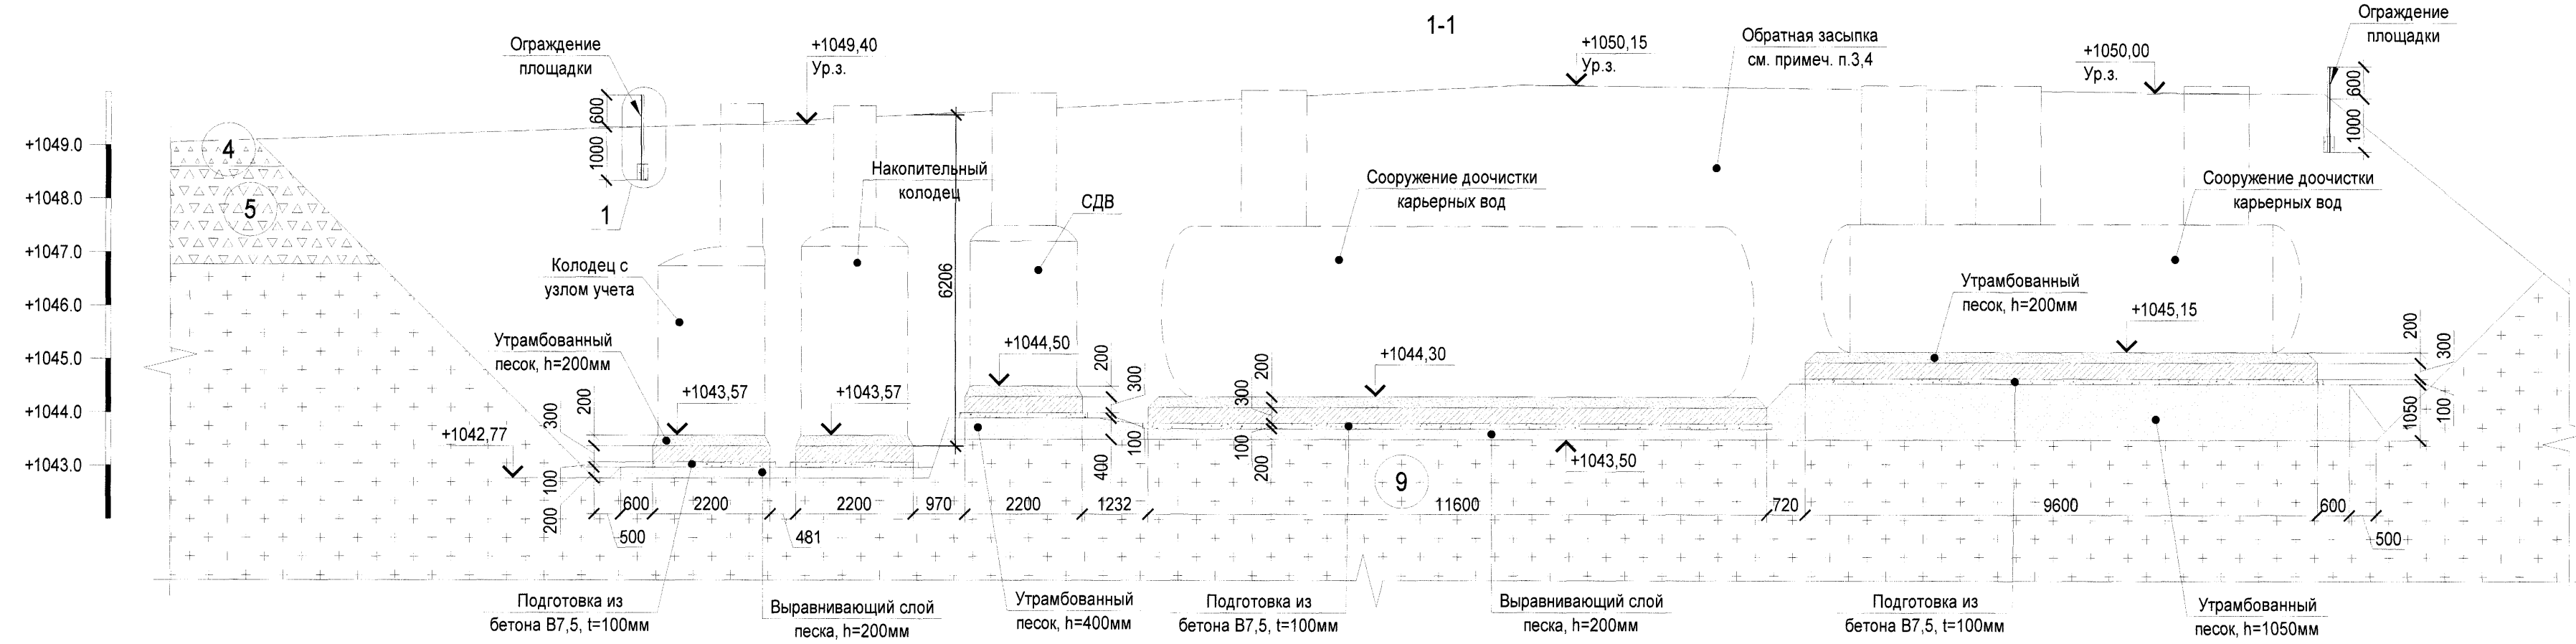 1-1
Ограждение
площадки
+1049,40
Ур.з.
+1050,15
Ур.з.
Обратная засыпка
см. примеч. п.3,4
+1050,00
Ур.з.
Ограждение
площадки
600
1000
1
600
1000
+1049.0
+1048.0
+1047.0
+1046.0
+1045.0
+1044.0
+1043.0
4
5
Накопительный
колодец
СДВ
Сооружение доочистки
карьерных вод
Сооружение доочистки
карьерных вод
Колодец с
узлом учета
6206
Утрамбованный
песок, h=200мм
Утрамбованный
песок, h=200мм
+1044,50
+1044,30
+1045,15
+1043,57
+1043,57
+1042,77
+1043,50
300
200
100
200
200
300
100
400
200
300
100
200
200
300
1050
100
9
600
2200
2200
970
2200
1232
11600
720
9600
600
500
481
500
Подготовка из
бетона В7,5, t=100мм
Выравнивающий слой
песка, h=200мм
Утрамбованный
песок, h=400мм
Подготовка из
бетона В7,5, t=100мм
Выравнивающий слой
песка, h=200мм
Подготовка из
бетона В7,5, t=100мм
Утрамбованный
песок, h=1050мм